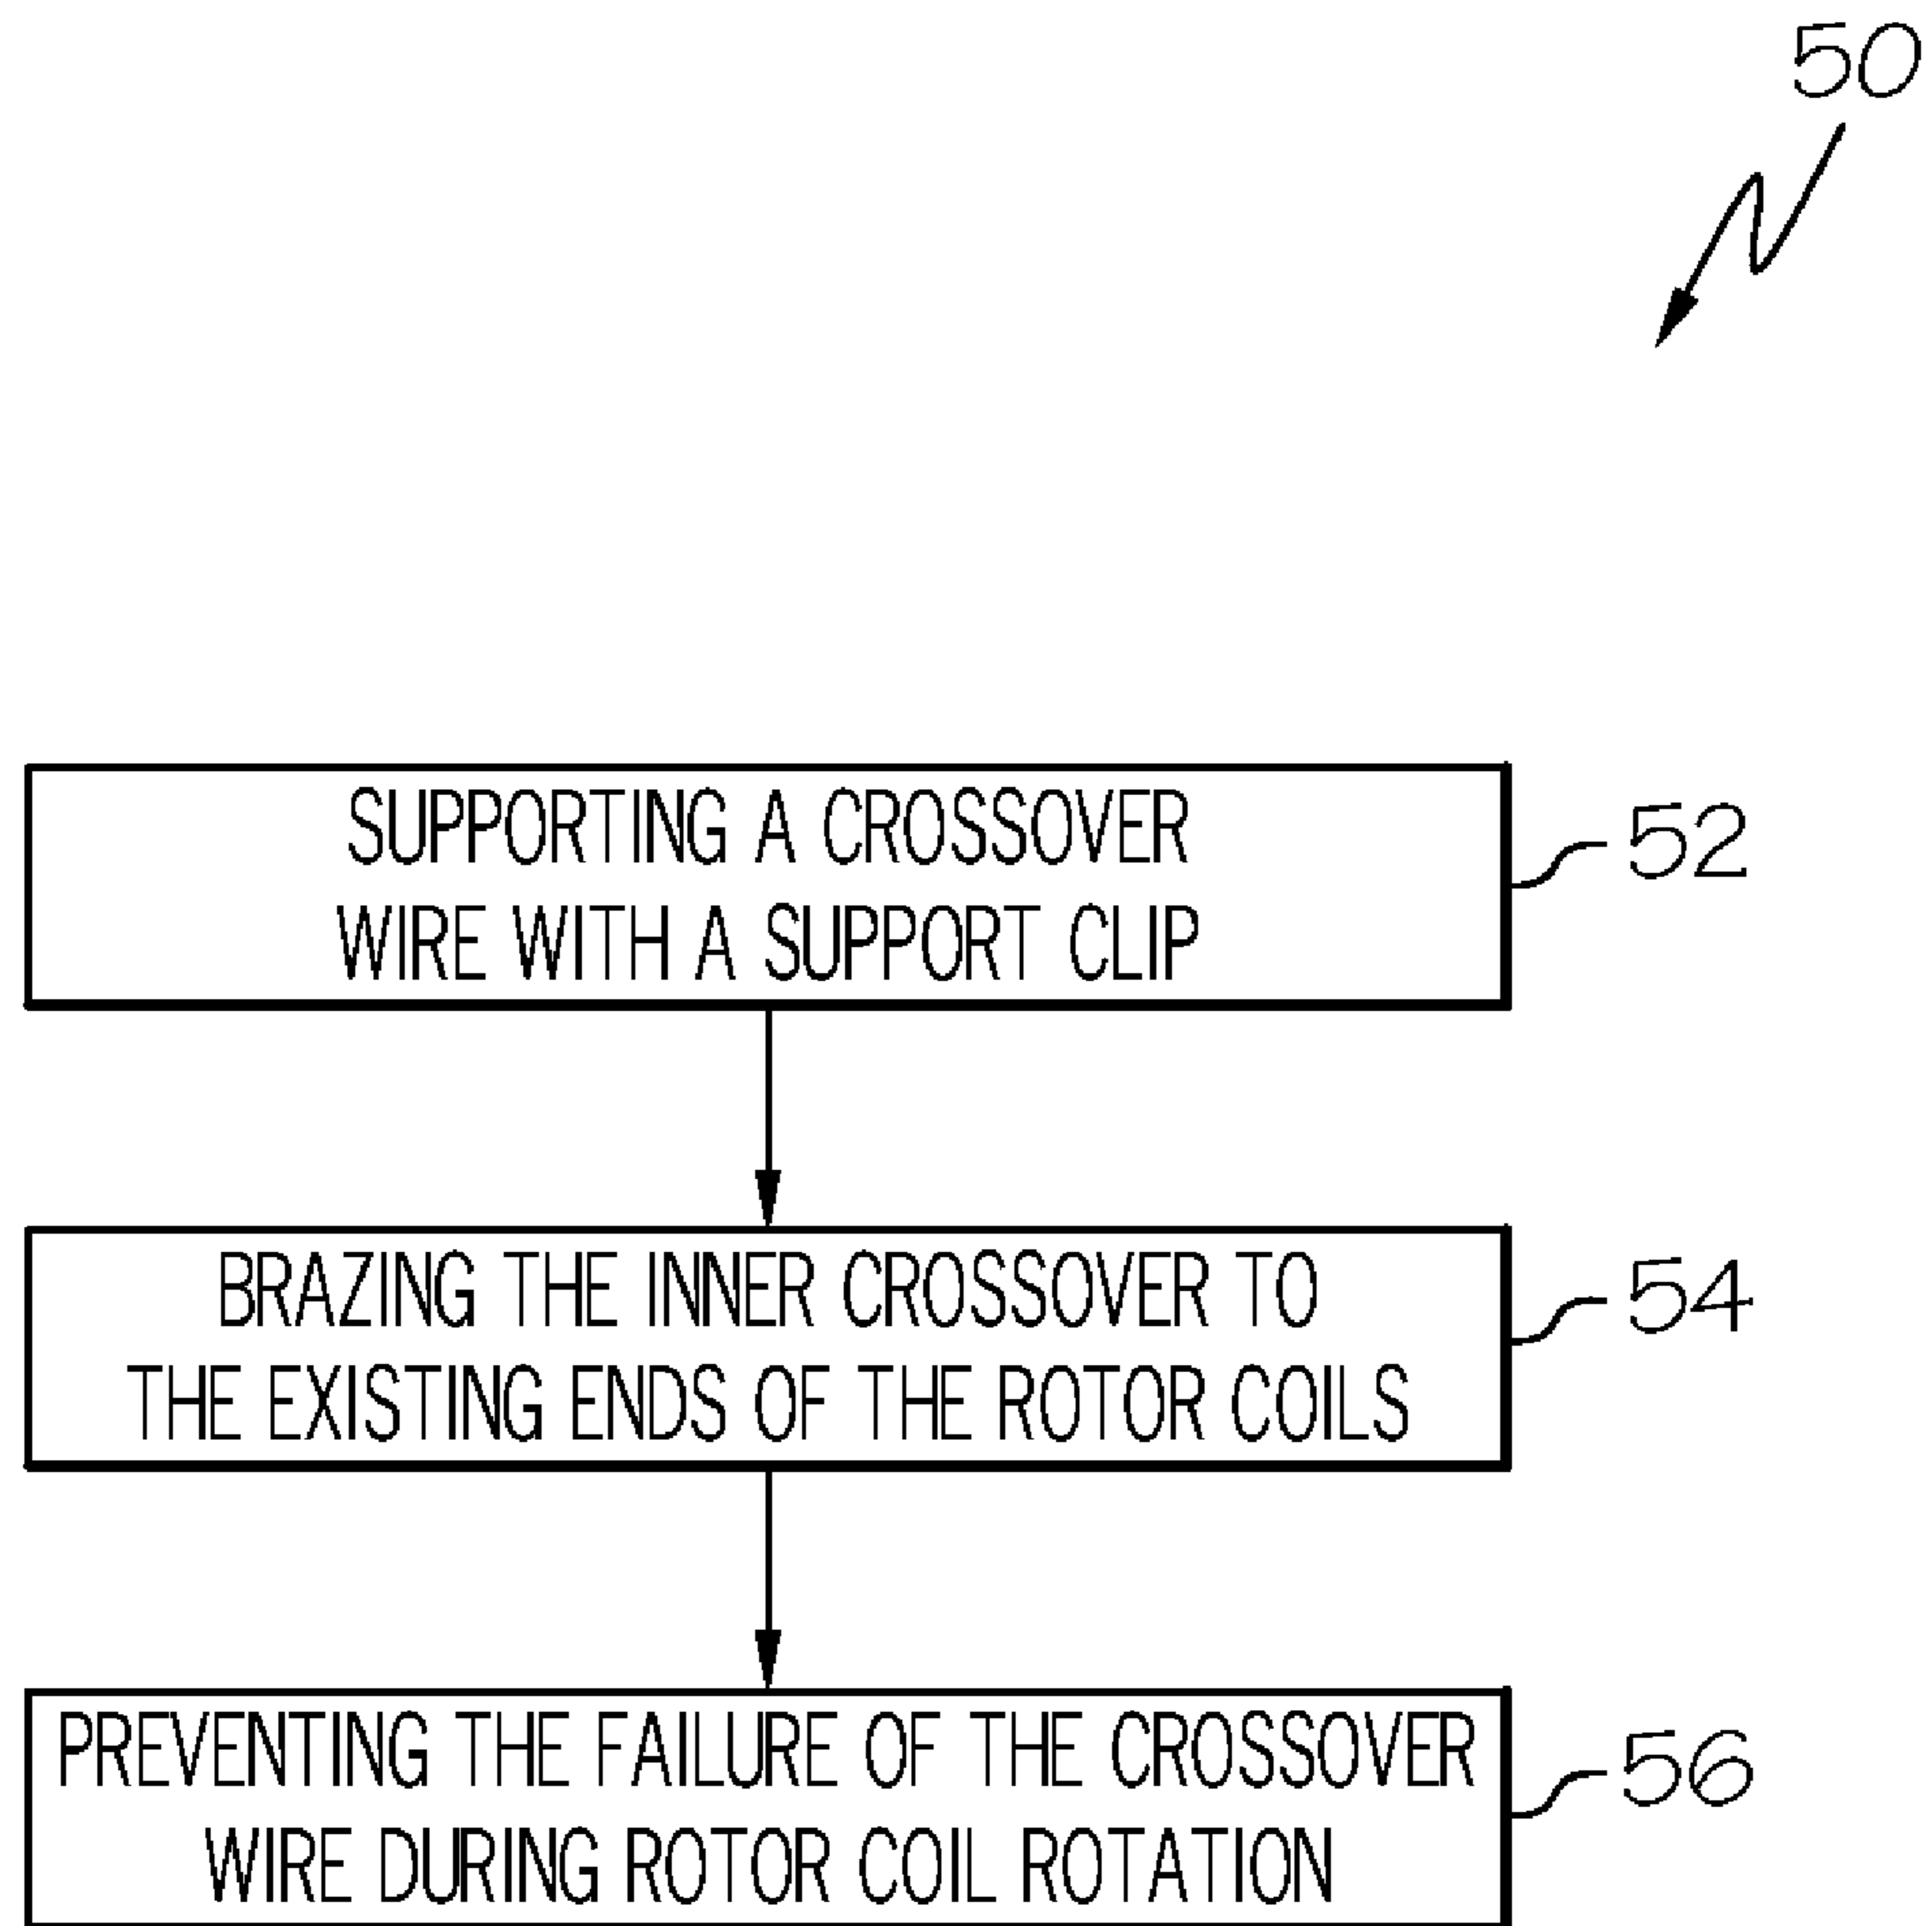 50
SUPPORTING A CROSSOVER
WIRE WITH A SUPPORT CLIP
52
BRAZING THE INNER CROSSOVER TO
THE EXISTING ENDS OF THE ROTOR COILS
54
PREVENTING THE FAILURE OF THE CROSSOVER
WIRE DURING ROTOR COIL ROTATION
56